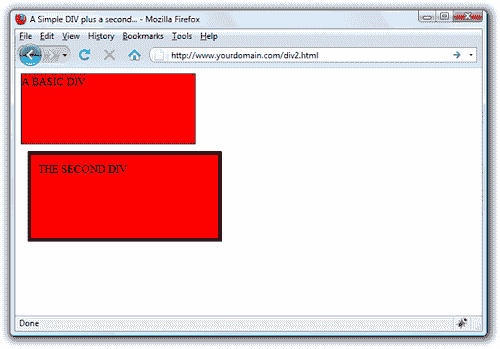 A Simple DIV plus a second... - Mozilla Firefox
File Edit View History Bookmarks Tools Help
http://www.yourdomain.com/div2.html
A BASIC DIV
THE SECOND DIV
Done